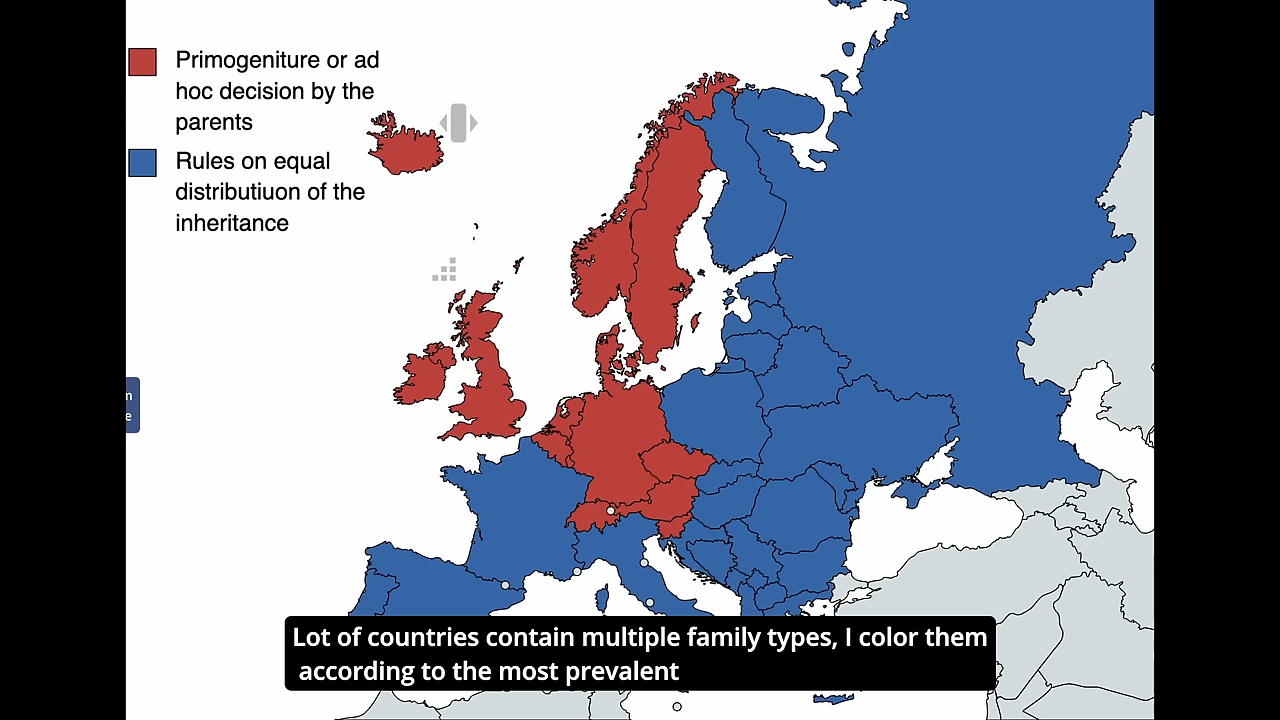 Primogeniture or ad
hoc decision by the
parents
Rules on equal
distributiuon of the
inheritance
n
e
Lot of countries contain multiple family types, I color them
according to the most prevalent